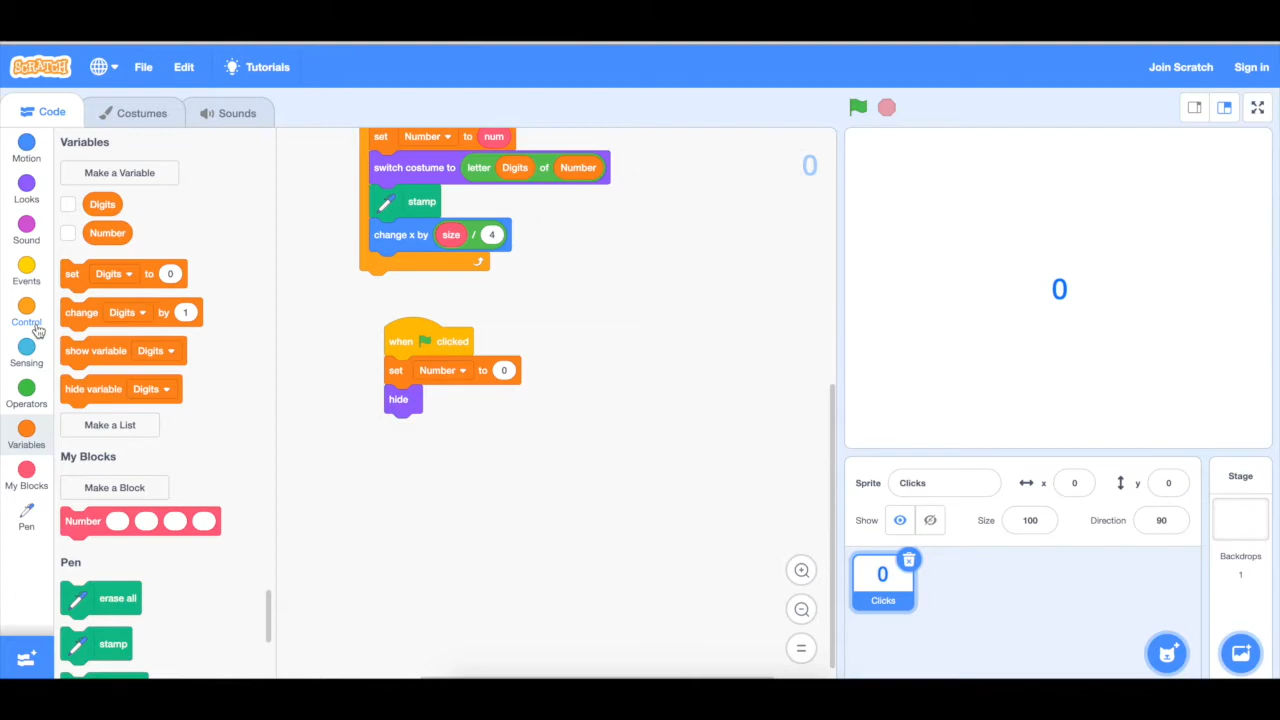 SCRATCH File Edit Tutorials Join Scratch Sign in
Code Costumes Sounds
Motion
Looks
Sound
Events
Control
Sensing
Operators
Variables
My Blocks
Pen
Variables
Make a Variable
Digits
Number
set Digits to 0
change Digits by 1
show variable Digits
hide variable Digits
Make a List
My Blocks
Make a Block
Number
Pen
erase all
stamp
set Number to num
switch costume to letter Digits of Number
stamp
change x by size / 4
when clicked
set Number to 0
hide
0
0
Sprite Clicks x 0 y 0
Show Size 100 Direction 90
0
Clicks
Stage
Backdrops
1